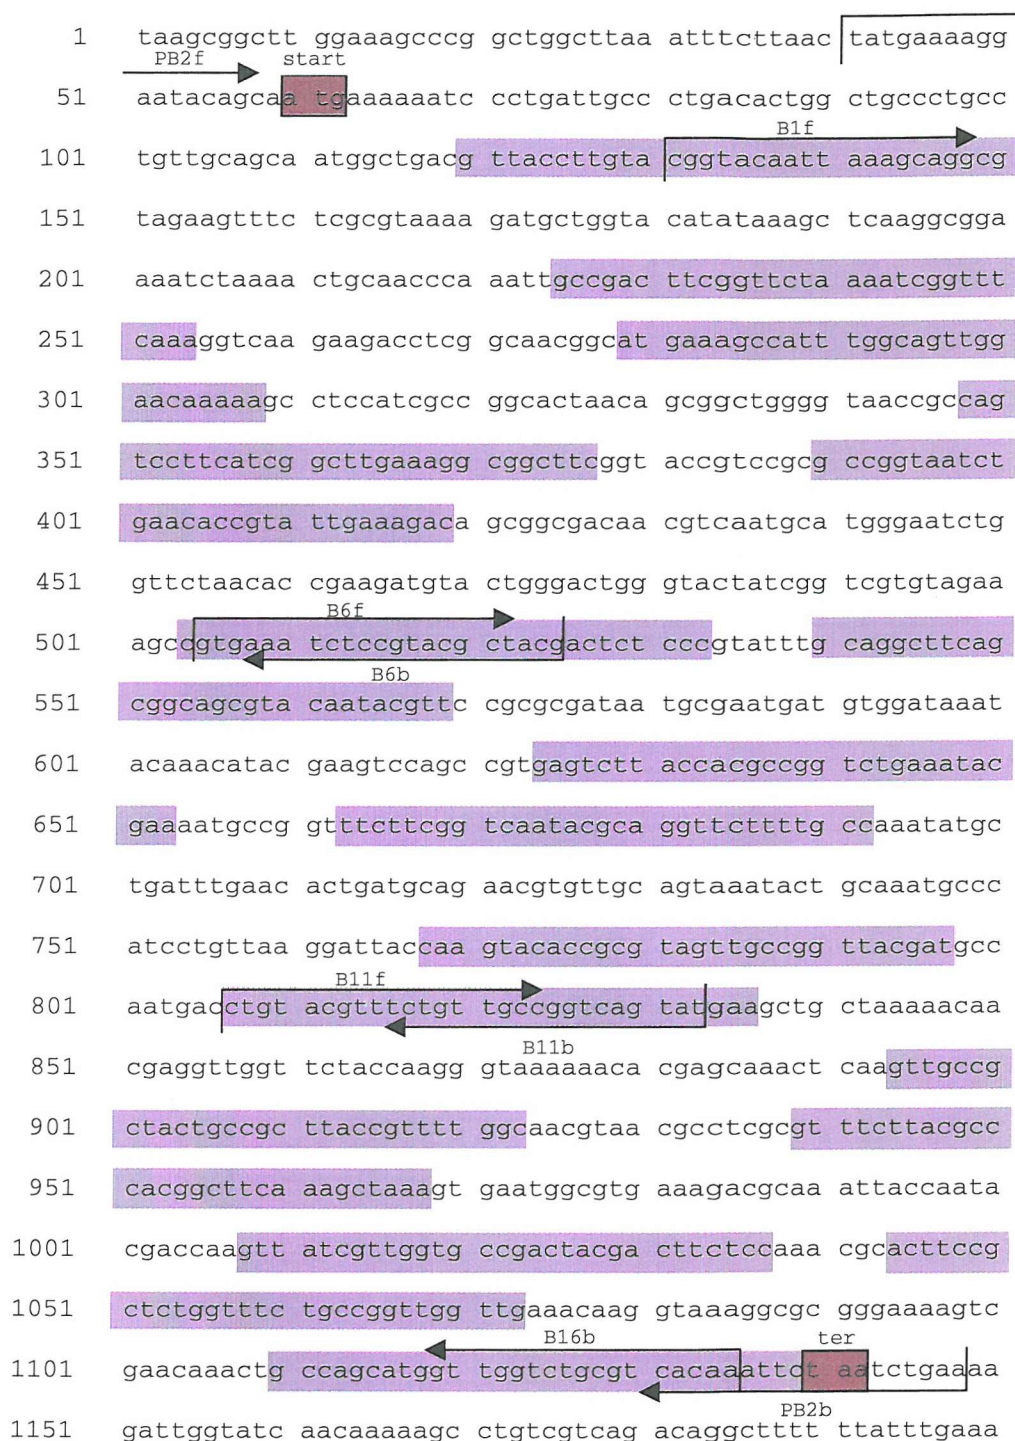 1 taagcggctt ggaaagcccg gctggcttaa atttcttaac tatgaaaagg
PB2f start
51 aatacagcaa atgaaaaaatc cctgattgcc ctgacactgg ctgccctgcc
B1f
101 tgttgcagca atggctgacg gttaccttgta cggtacaatt aaagcaggcg
151 tagaagtttc tcgcgtaaaa gatgctggta catataaagc tcaaggcgga
201 aaatctaaaa ctgcaaccca aattgccgac ttcggttcta aaatcggttt
251 caaaggtcaa gaagacctcg gcaacggcat gaaagccatt tggcagttgg
301 aacaaaaagc ctccatcgcc ggcactaaca gcggctgggg taaccgccag
351 tccttcatcg gcttgaaagg cggcttcggt accgtccgcg gccggtaatct
401 gaacaccgta ttgaaagaca gcggcgacaa cgtcaatgca tgggaatctg
451 gttctaacac cgaagatgta ctgggactgg gtactatcgg tcgtgtagaa
B6f
501 agccgtgaaa tctccgtacg ctacgactct cccgtatttg caggcttcag
B6b
551 cggcagcgta caatacgttc cgcgcgataa tgcgaatgat gtggataaat
601 acaaacatac gaagtccagc cgtgagtctt accacgccgg tctgaaatac
651 gaaaatgccg gtttcttcgg tcaatacgca ggttcttttg ccaaatatgc
701 tgatttgaac actgatgcag aacgtgttgc agtaaatact gcaaatgccc
751 atcctgttaa ggattaccaa gtacaccgcg tagttgccgg ttacgatgcc
B11f
801 aatgacctgt acgtttctgt tgccggtcag tatgaagctg ctaaaaacaa
B11b
851 cgaggttggt tctaccaagg gtaaaaaaca cgagcaaact caagttgccg
901 ctactgccgc ttaccgtttt ggcaacgtaa cgcctcgcgt ttcttacgcc
951 cacggcttca aagctaaagt gaatggcgtg aaagacgcaa attaccaata
1001 cgaccaagtt atcgttggtg ccgactacga cttctccaaa cgcacttccg
1051 ctctggtttc tgccggttgg ttgaaacaag gtaaaggcgc gggaaaagtc
B16b ter
1101 gaacaaactg ccagcatggt tggtctgcgt cacaaattct aatctgaaaa
PB2b
1151 gattggtatc aacaaaaagc ctgtcgtcag acaggctttt ttatttgaaa